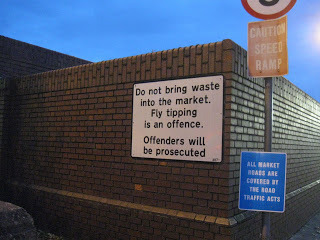 5
CAUTION
SPEED
RAMP
Do not bring waste
into the market.
Fly tipping
is an offence.
Offenders will
be prosecuted
ALL MARKET
ROADS ARE
COVERED BY
THE ROAD
TRAFFIC ACTS